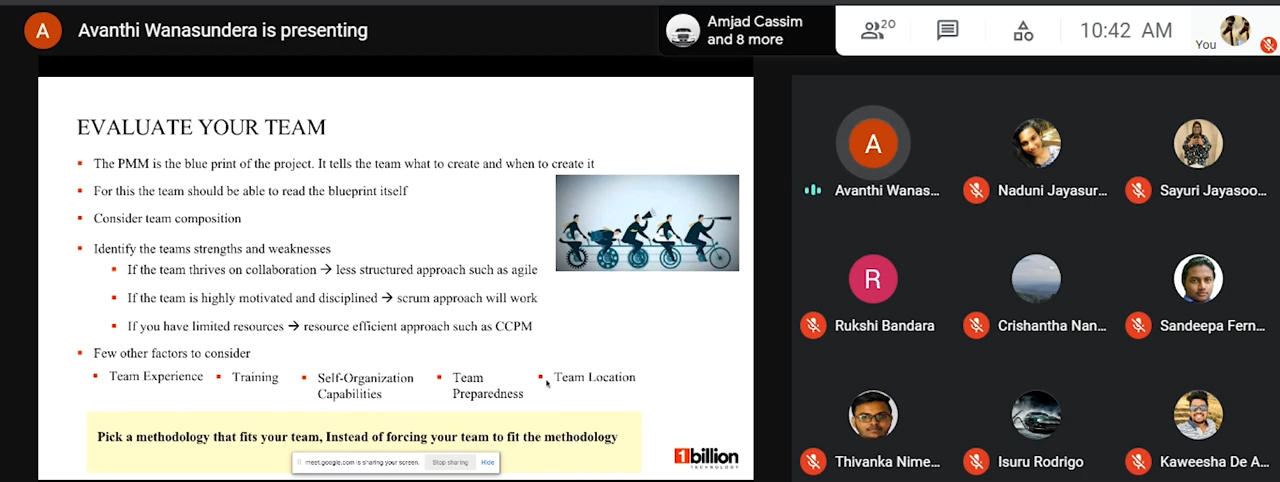 A
Avanthi Wanasundera is presenting
Amjad Cassim
and 8 more
20
10:42 AM
You
EVALUATE YOUR TEAM
The PMM is the blue print of the project. It tells the team what to create and when to create it
For this the team should be able to read the blueprint itself
Consider team composition
Identify the teams strengths and weaknesses
If the team thrives on collaboration → less structured approach such as agile
If the team is highly motivated and disciplined → scrum approach will work
If you have limited resources → resource efficient approach such as CCPM
Few other factors to consider
Team Experience
Training
Self-Organization
Capabilities
Team
Preparedness
Team Location
Pick a methodology that fits your team, Instead of forcing your team to fit the methodology
meet.google.com is sharing your screen.
Stop sharing
Hide
1billion
TECHNOLOGY
A
Avanthi Wanas...
Naduni Jayasur...
Sayuri Jayasoo...
R
Rukshi Bandara
Crishantha Nan...
Sandeepa Fern...
Thivanka Nime...
Isuru Rodrigo
Kaweesha De A...